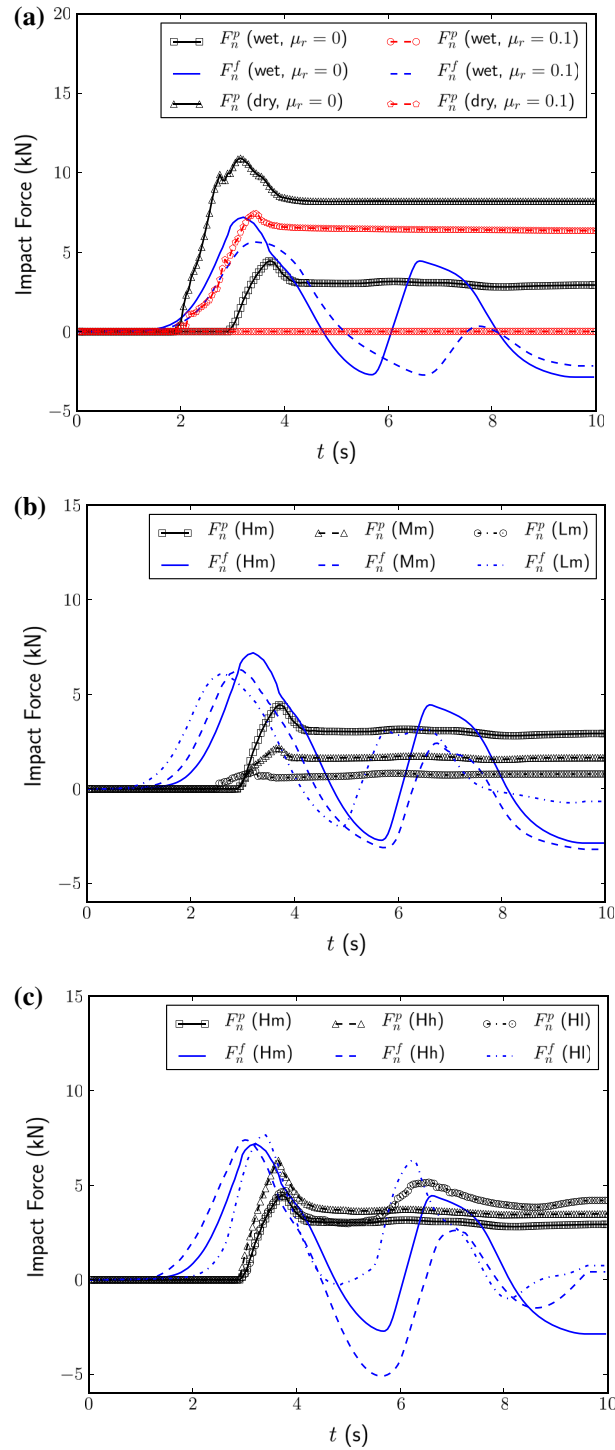 (a)
20
15
10
5
0
−5
Impact Force (kN)
F_n^p (wet, μ_r = 0) F_n^p (wet, μ_r = 0.1)
F_n^f (wet, μ_r = 0) F_n^f (wet, μ_r = 0.1)
F_n^p (dry, μ_r = 0) F_n^p (dry, μ_r = 0.1)
0 2 4 6 8 10
t (s)
(b)
15
10
5
0
−5
Impact Force (kN)
F_n^p (Hm) F_n^p (Mm) F_n^p (Lm)
F_n^f (Hm) F_n^f (Mm) F_n^f (Lm)
0 2 4 6 8 10
t (s)
(c)
15
10
5
0
−5
Impact Force (kN)
F_n^p (Hm) F_n^p (Hh) F_n^p (Hl)
F_n^f (Hm) F_n^f (Hh) F_n^f (Hl)
0 2 4 6 8 10
t (s)